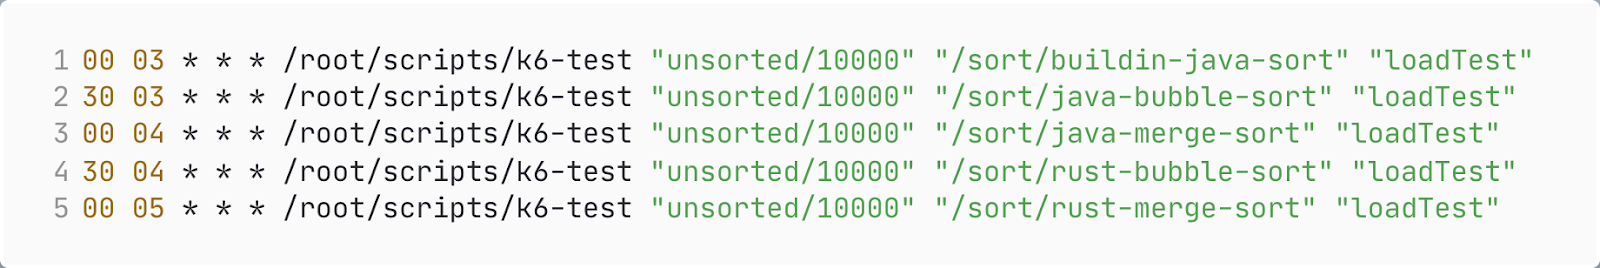 1 00 03 * * * /root/scripts/k6-test "unsorted/10000" "/sort/buildin-java-sort" "loadTest"
2 30 03 * * * /root/scripts/k6-test "unsorted/10000" "/sort/java-bubble-sort" "loadTest"
3 00 04 * * * /root/scripts/k6-test "unsorted/10000" "/sort/java-merge-sort" "loadTest"
4 30 04 * * * /root/scripts/k6-test "unsorted/10000" "/sort/rust-bubble-sort" "loadTest"
5 00 05 * * * /root/scripts/k6-test "unsorted/10000" "/sort/rust-merge-sort" "loadTest"